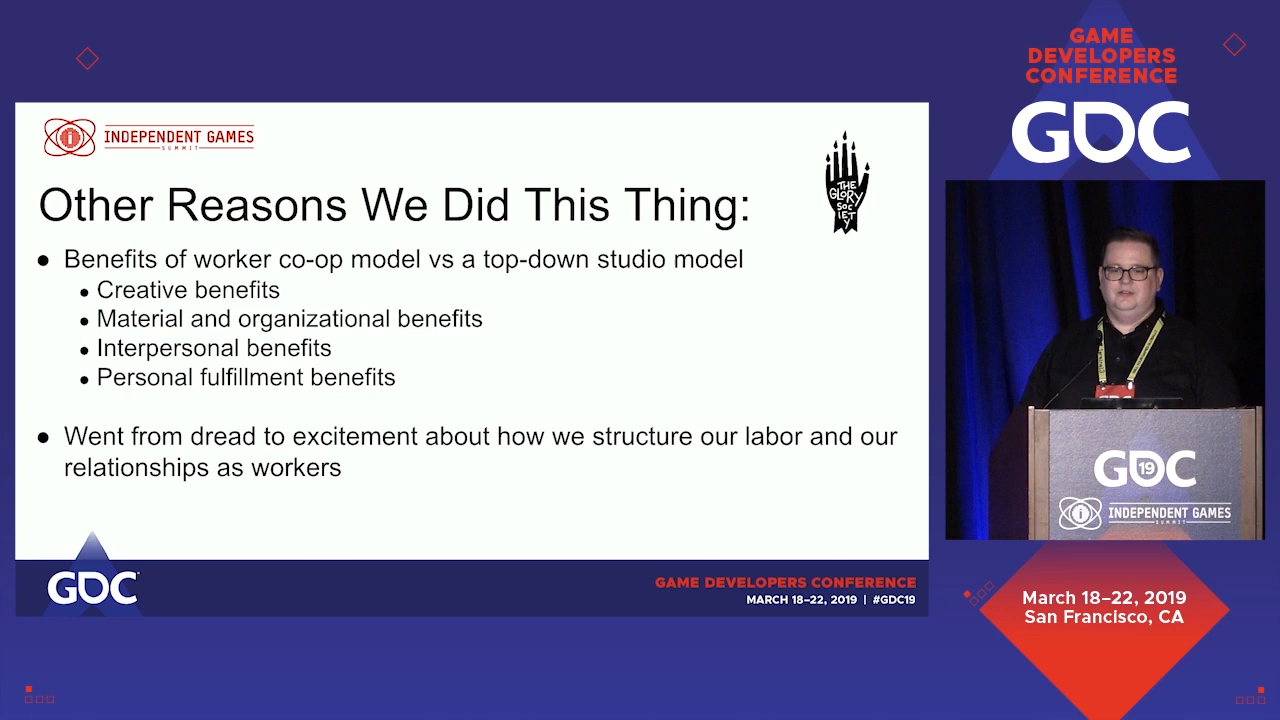 GAME
DEVELOPERS
CONFERENCE
GDC
INDEPENDENT GAMES
SUMMIT
THE
GLORY
SOC
IET
Y
Other Reasons We Did This Thing:
● Benefits of worker co-op model vs a top-down studio model
● Creative benefits
● Material and organizational benefits
● Interpersonal benefits
● Personal fulfillment benefits
● Went from dread to excitement about how we structure our labor and our
relationships as workers
GDC
GAME DEVELOPERS CONFERENCE
MARCH 18–22, 2019 | #GDC19
GDC
19
INDEPENDENT GAMES
SUMMIT
March 18–22, 2019
San Francisco, CA